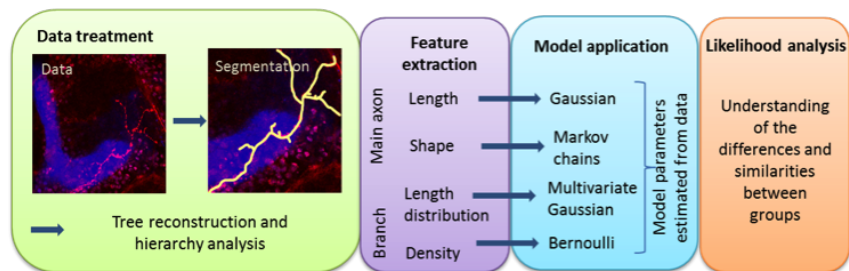 Data treatment
Data
Segmentation
Tree reconstruction and
hierarchy analysis
Feature
extraction
Main axon
Length
Shape
Branch
Length
distribution
Density
Model application
Gaussian
Markov
chains
Multivariate
Gaussian
Bernoulli
Model parameters
estimated from data
Likelihood analysis
Understanding
of the
differences and
similarities
between
groups